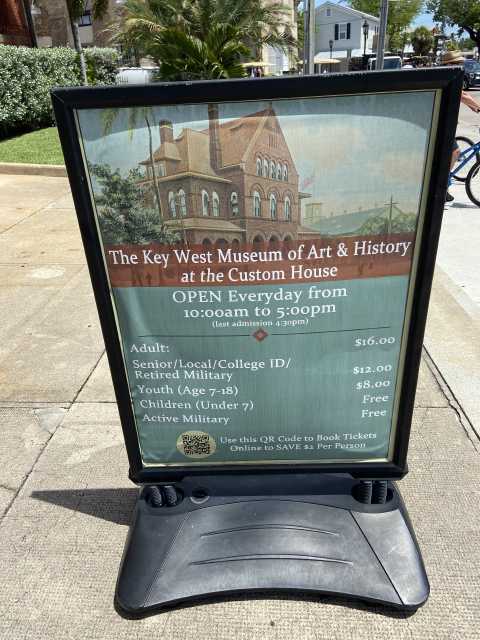 The Key West Museum of Art & History
at the Custom House
OPEN Everyday from
10:00am to 5:00pm
(last admission 4:30pm)
Adult: $16.00
Senior/Local/College ID/
Retired Military $12.00
Youth (Age 7-18) $8.00
Children (Under 7) Free
Active Military Free
Use this QR Code to Book Tickets
Online to SAVE $2 Per Person